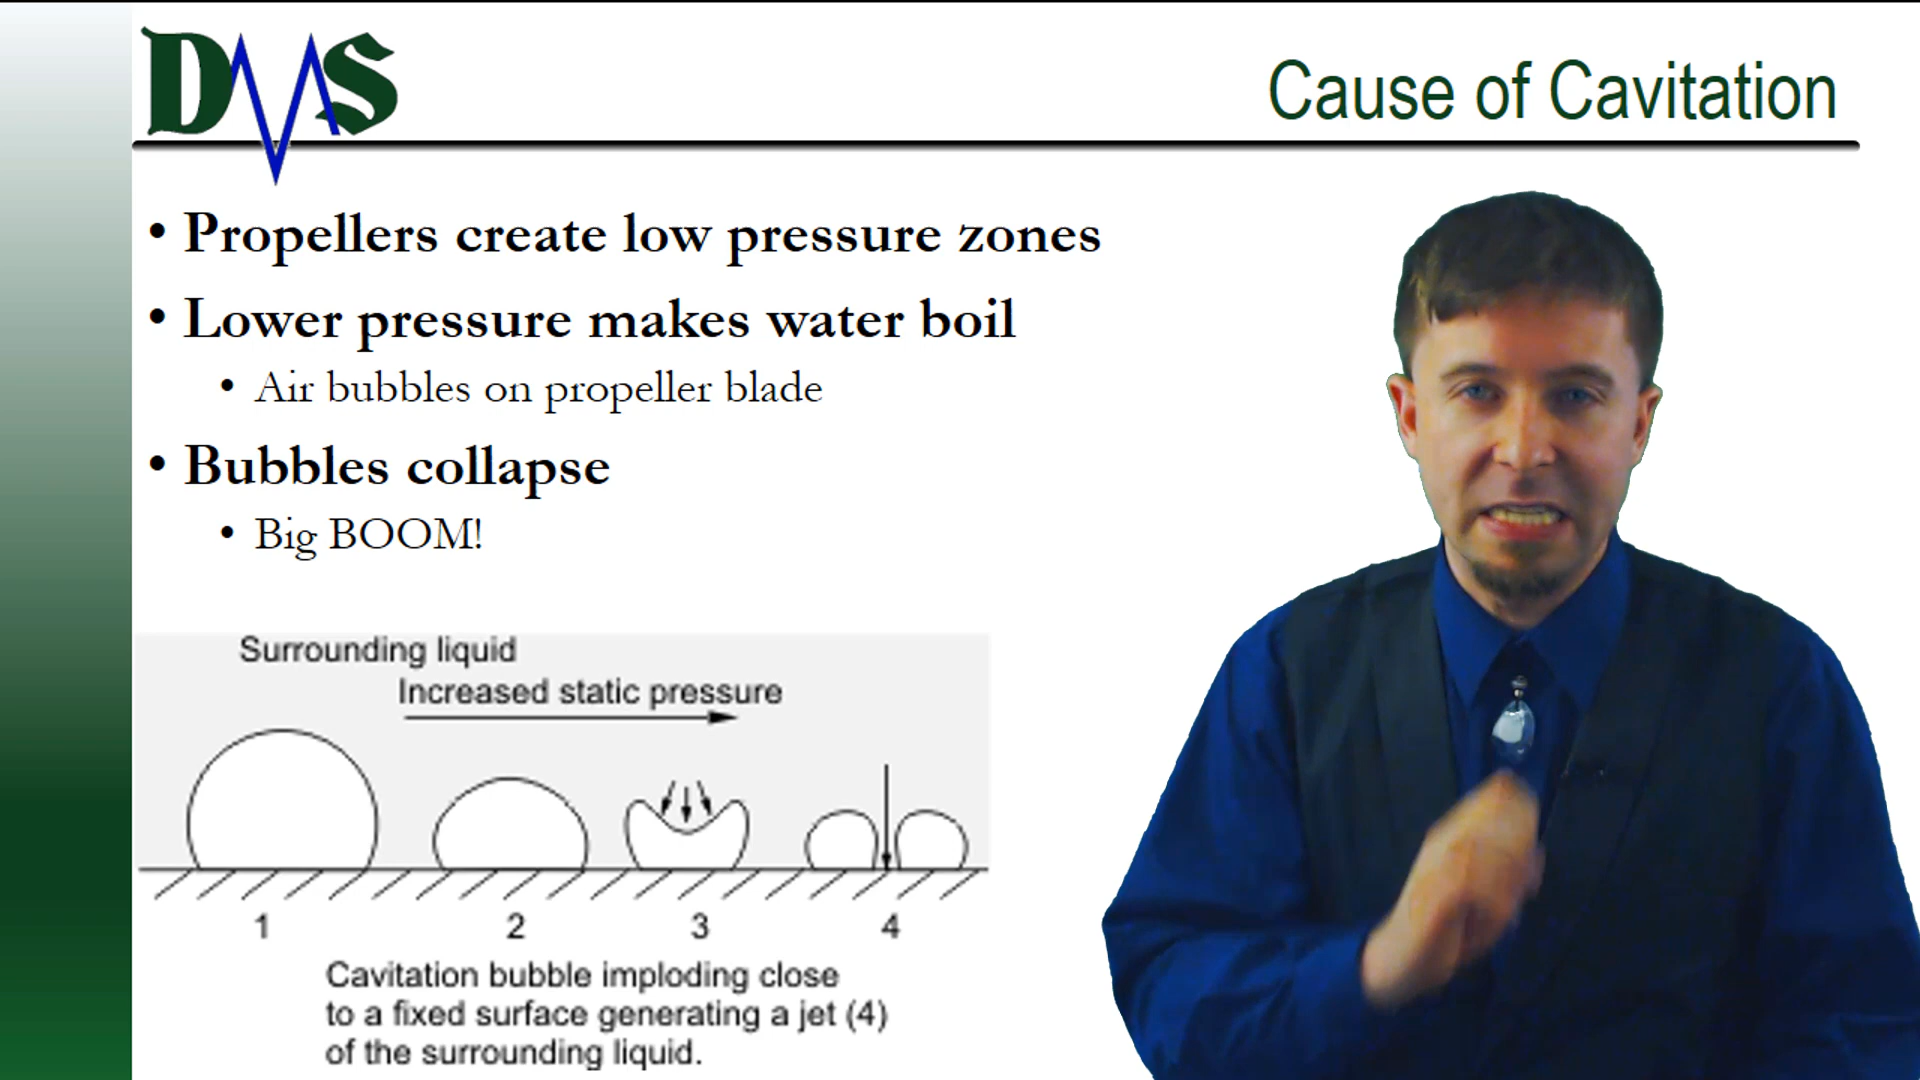 DMS
Cause of Cavitation
• Propellers create low pressure zones
• Lower pressure makes water boil
• Air bubbles on propeller blade
• Bubbles collapse
• Big BOOM!
Surrounding liquid
Increased static pressure
1 2 3 4
Cavitation bubble imploding close
to a fixed surface generating a jet (4)
of the surrounding liquid.